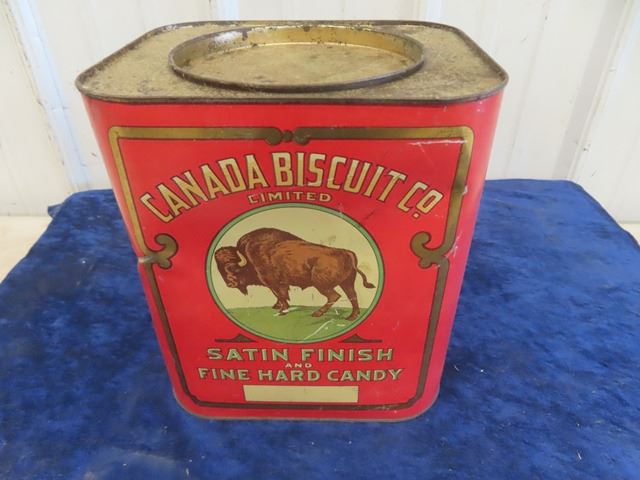 CANADA BISCUIT CO.
LIMITED
SATIN FINISH
AND
FINE HARD CANDY